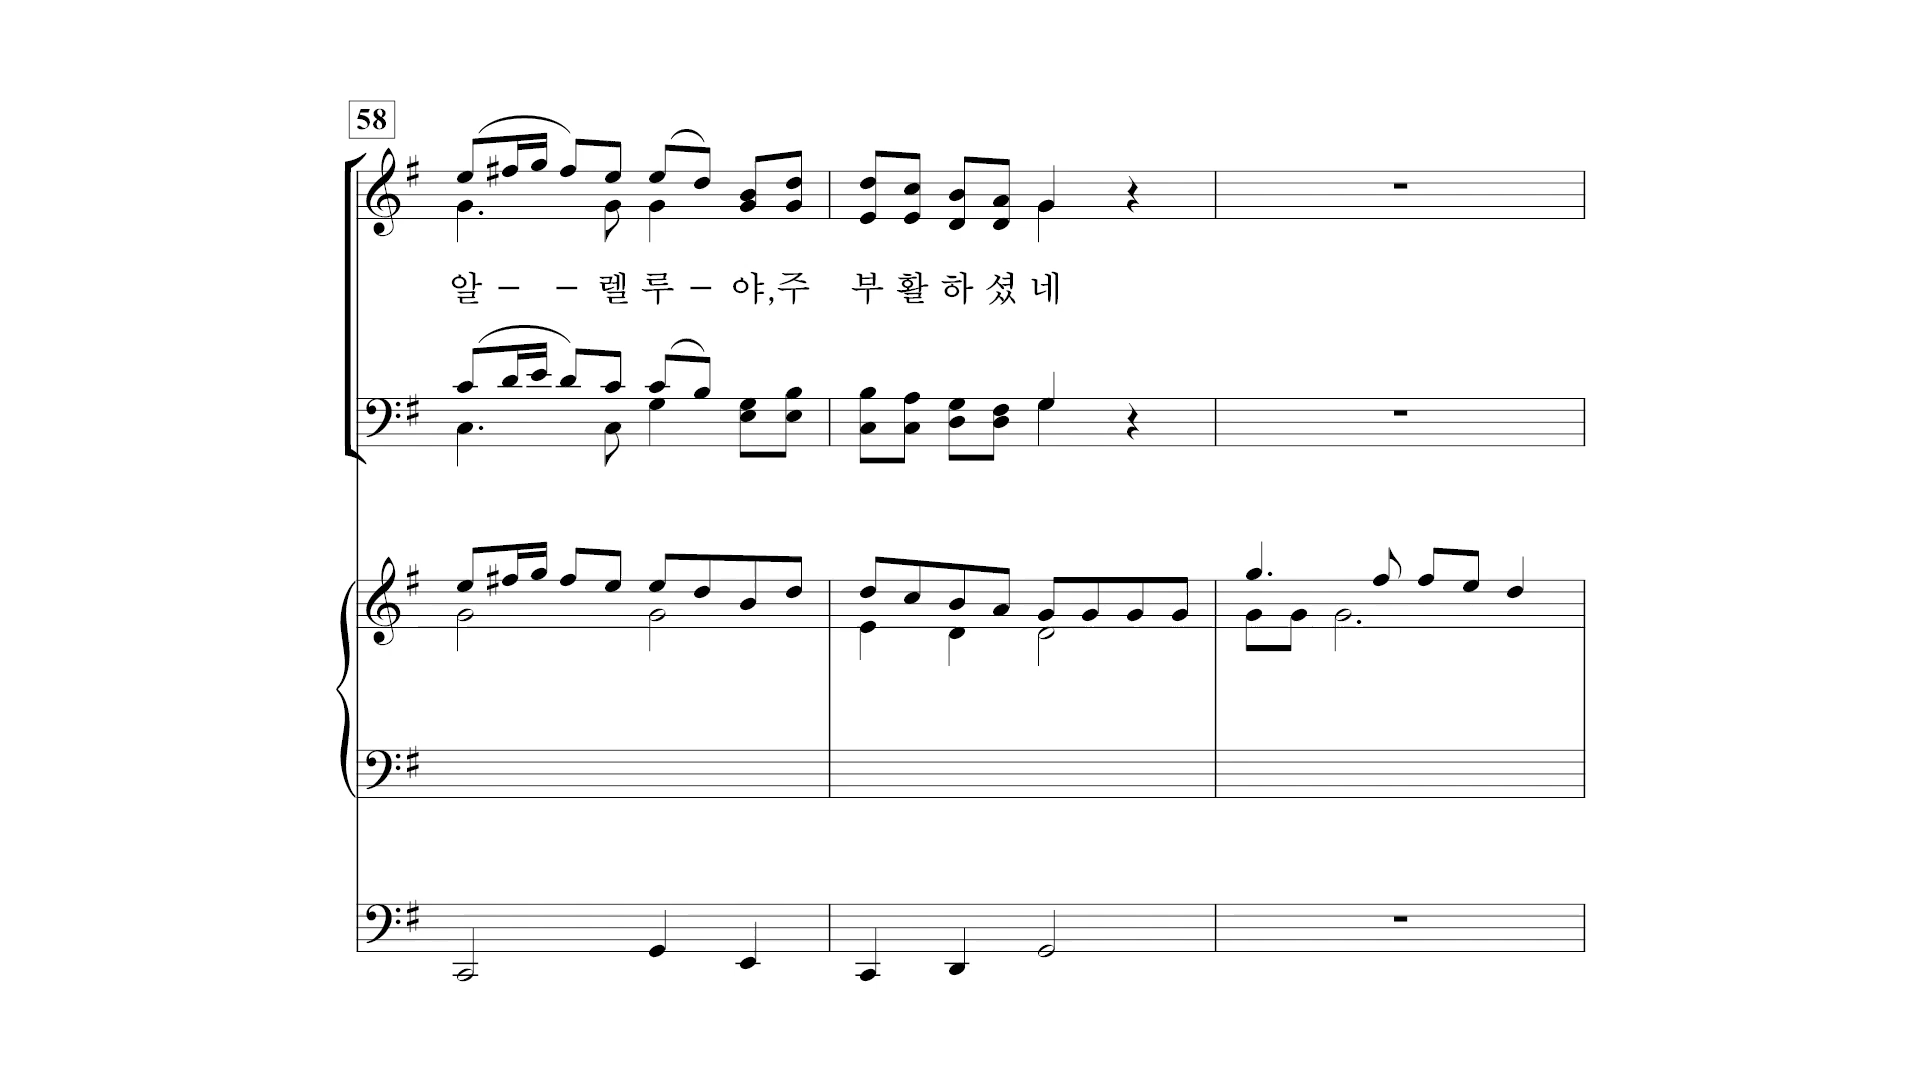 58
알 – – 렐 루 – 야,주 부 활 하 셨 네